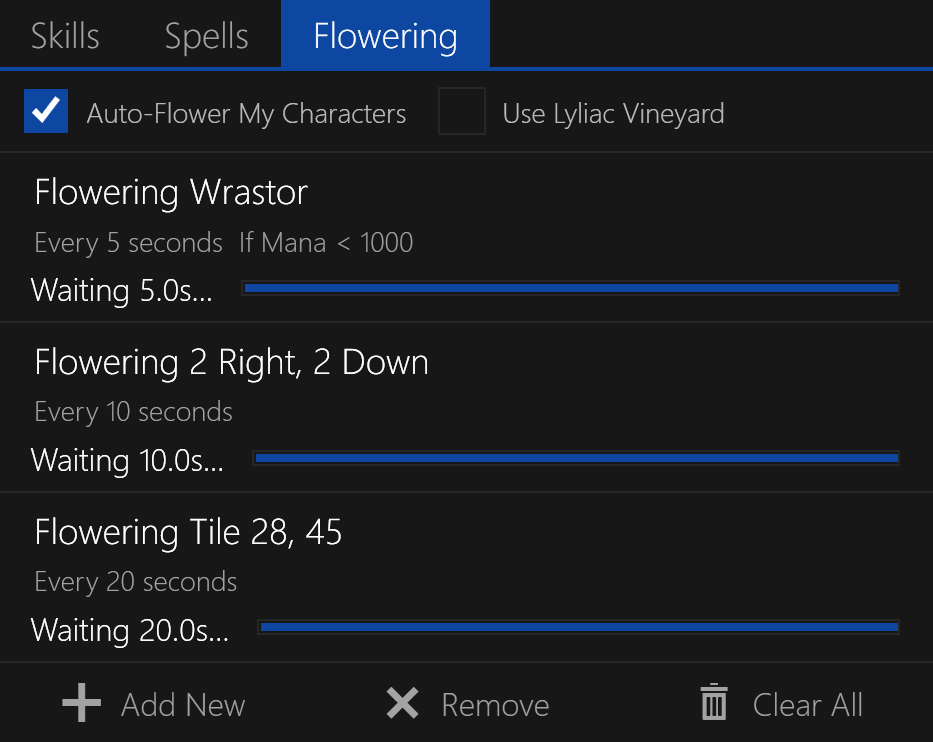 Skills Spells Flowering
Auto-Flower My Characters Use Lyliac Vineyard
Flowering Wrastor
Every 5 seconds If Mana < 1000
Waiting 5.0s...
Flowering 2 Right, 2 Down
Every 10 seconds
Waiting 10.0s...
Flowering Tile 28, 45
Every 20 seconds
Waiting 20.0s...
Add New Remove Clear All